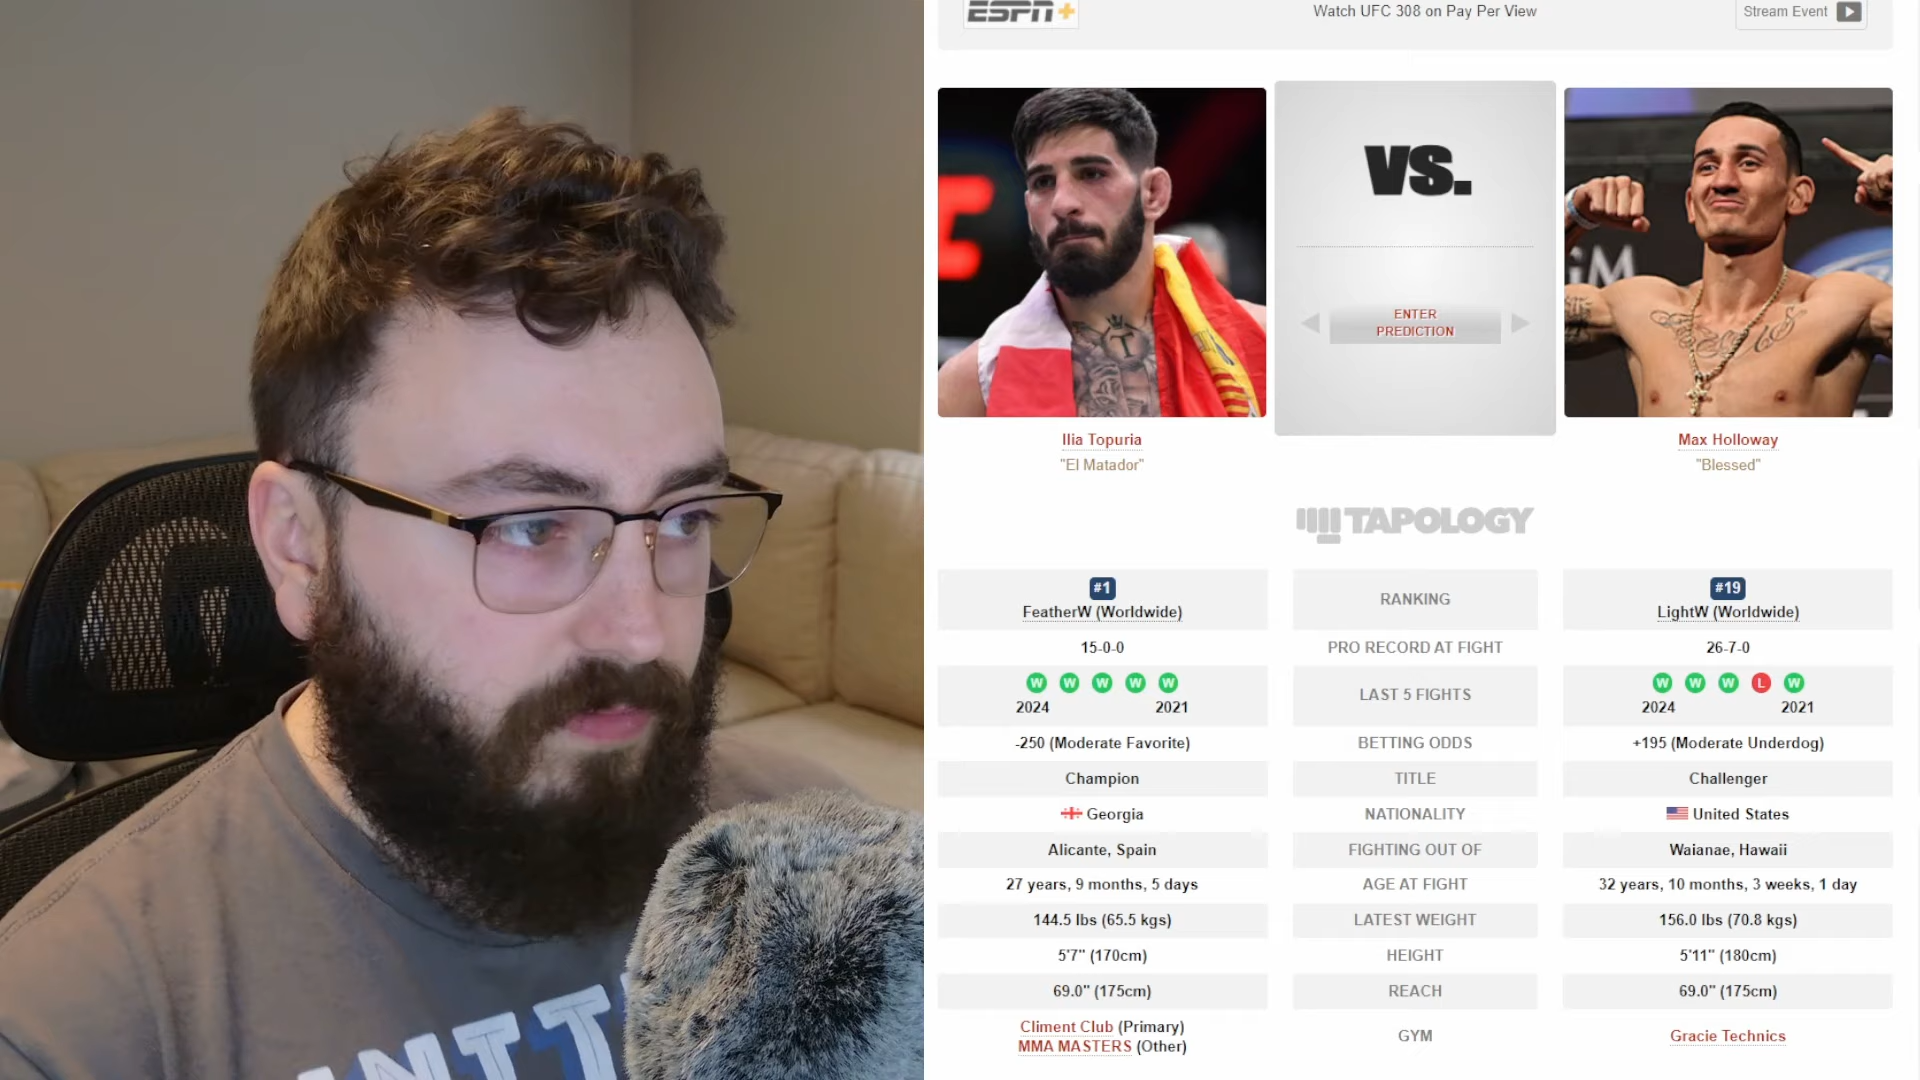 ESPN+
Watch UFC 308 on Pay Per View
Stream Event
VS.
ENTER
PREDICTION
Ilia Topuria
"El Matador"
Max Holloway
"Blessed"
TAPOLOGY
#1
FeatherW (Worldwide)
RANKING
#19
LightW (Worldwide)
15-0-0
PRO RECORD AT FIGHT
26-7-0
W W W W W
2024 2021
LAST 5 FIGHTS
W W W L W
2024 2021
-250 (Moderate Favorite)
BETTING ODDS
+195 (Moderate Underdog)
Champion
TITLE
Challenger
Georgia
NATIONALITY
United States
Alicante, Spain
FIGHTING OUT OF
Waianae, Hawaii
27 years, 9 months, 5 days
AGE AT FIGHT
32 years, 10 months, 3 weeks, 1 day
144.5 lbs (65.5 kgs)
LATEST WEIGHT
156.0 lbs (70.8 kgs)
5'7" (170cm)
HEIGHT
5'11" (180cm)
69.0" (175cm)
REACH
69.0" (175cm)
Climent Club (Primary)
MMA MASTERS (Other)
GYM
Gracie Technics